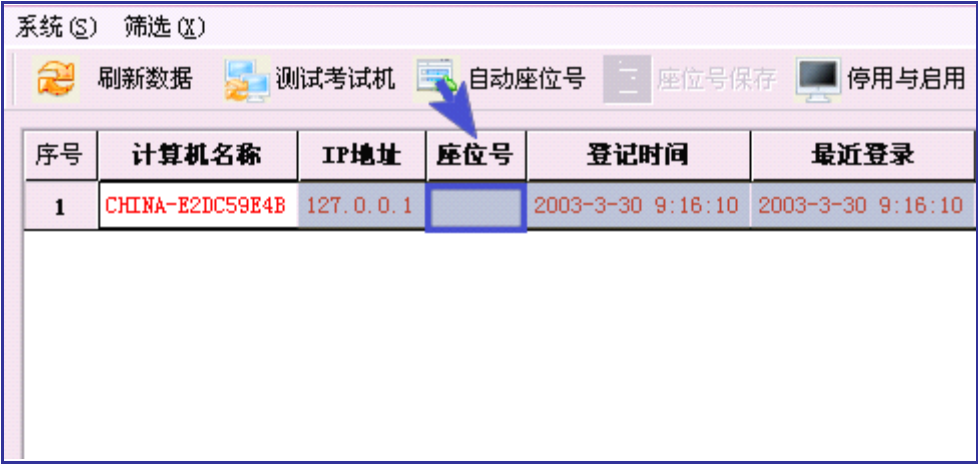 系统(S) 筛选(X)
刷新数据 测试考试机 自动座位号 座位号保存 停用与启用
序号 计算机名称 IP地址 座位号 登记时间 最近登录
1 CHINA-E2DC59E4B 127.0.0.1 2003-3-30 9:16:10 2003-3-30 9:16:10